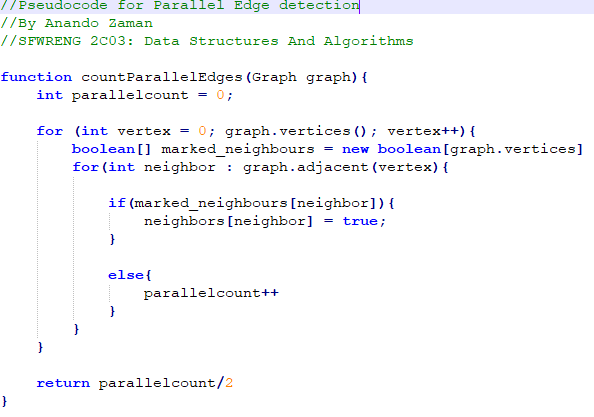 //Pseudocode for Parallel Edge detection
//By Anando Zaman
//SFWRENG 2C03: Data Structures And Algorithms

function countParallelEdges(Graph graph){
    int parallelcount = 0;

    for (int vertex = 0; graph.vertices(); vertex++){
        boolean[] marked_neighbours = new boolean[graph.vertices]
        for(int neighbor : graph.adjacent(vertex){

            if(marked_neighbours[neighbor]){
                neighbors[neighbor] = true;
            }

            else{
                parallelcount++
            }
        }
    }

    return parallelcount/2
}